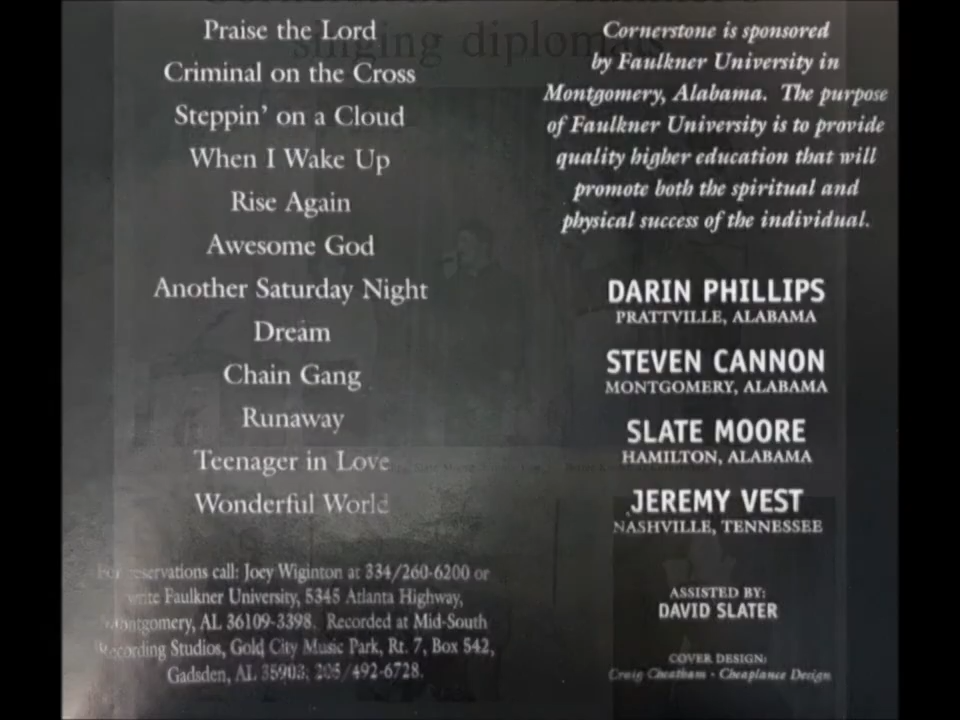 singing diplomats
Praise the Lord
Criminal on the Cross
Steppin' on a Cloud
When I Wake Up
Rise Again
Awesome God
Another Saturday Night
Dream
Chain Gang
Runaway
Teenager in Love
Wonderful World
For reservations call: Joey Wiginton at 334/260-6200 or
write Faulkner University, 5345 Atlanta Highway,
Montgomery, AL 36109-3398. Recorded at Mid-South
Recording Studios, Gold City Music Park, Rt. 7, Box 542,
Gadsden, AL 35903; 205/492-6728.
Cornerstone is sponsored
by Faulkner University in
Montgomery, Alabama. The purpose
of Faulkner University is to provide
quality higher education that will
promote both the spiritual and
physical success of the individual.
DARIN PHILLIPS
PRATTVILLE, ALABAMA
STEVEN CANNON
MONTGOMERY, ALABAMA
SLATE MOORE
HAMILTON, ALABAMA
JEREMY VEST
NASHVILLE, TENNESSEE
ASSISTED BY:
DAVID SLATER
COVER DESIGN:
Craig Cheatham - Cheaplance Design